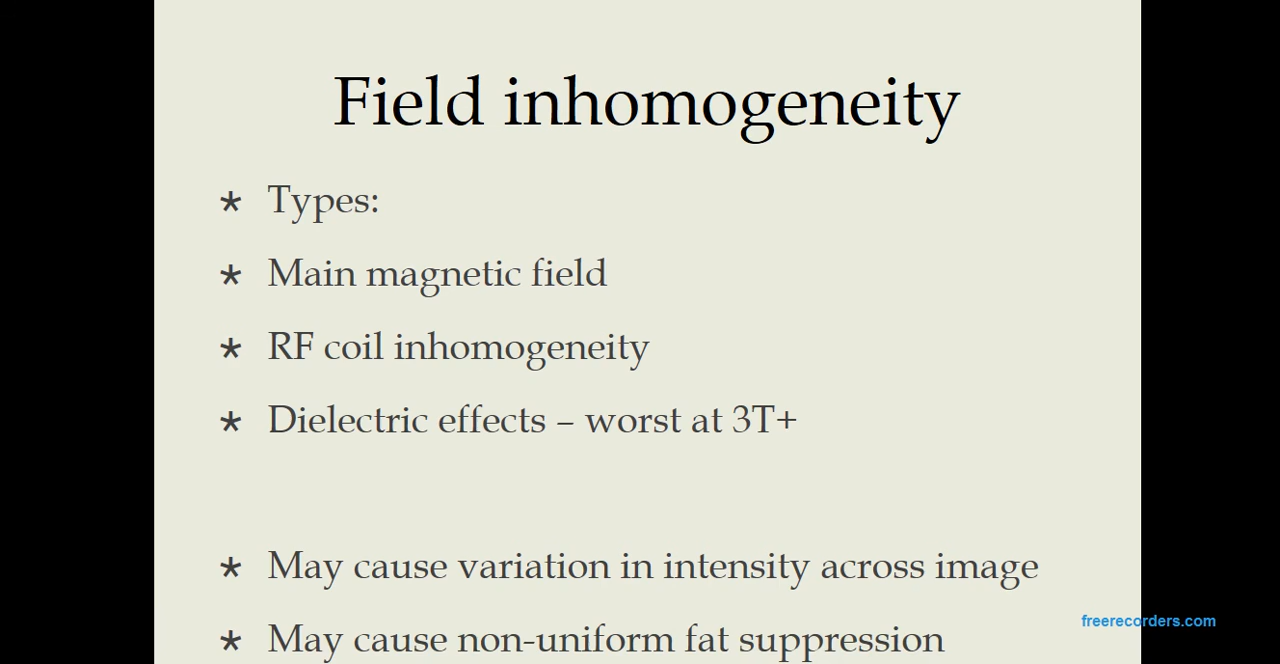 Field inhomogeneity
* Types:
* Main magnetic field
* RF coil inhomogeneity
* Dielectric effects – worst at 3T+
* May cause variation in intensity across image
freerecorders.com
* May cause non-uniform fat suppression